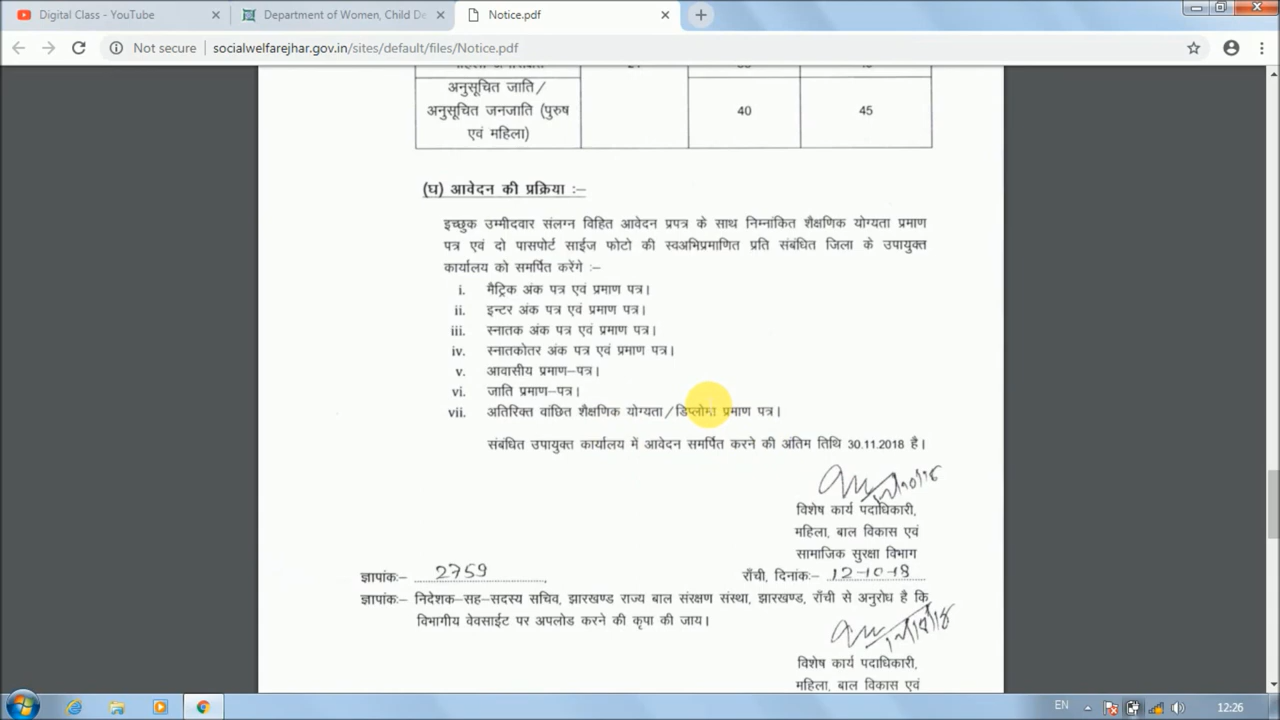 Digital Class - YouTube
Department of Women, Child De
Notice.pdf
Not secure
socialwelfarejhar.gov.in/sites/default/files/Notice.pdf
अनुसूचित जाति/
अनुसूचित जनजाति (पुरुष
एवं महिला)
40
45
(घ) आवेदन की प्रक्रिया :–
इच्छुक उम्मीदवार संलग्न विहित आवेदन प्रपत्र के साथ निम्नांकित शैक्षणिक योग्यता प्रमाण
पत्र एवं दो पासपोर्ट साईज फोटो की स्वअभिप्रमाणित प्रति संबंधित जिला के उपायुक्त
कार्यालय को समर्पित करेंगे :–
i. मैट्रिक अंक पत्र एवं प्रमाण पत्र।
ii. इन्टर अंक पत्र एवं प्रमाण पत्र।
iii. स्नातक अंक पत्र एवं प्रमाण पत्र।
iv. स्नातकोतर अंक पत्र एवं प्रमाण पत्र।
v. आवासीय प्रमाण–पत्र।
vi. जाति प्रमाण–पत्र।
vii. अतिरिक्त वांछित शैक्षणिक योग्यता/डिप्लोमा प्रमाण पत्र।
संबंधित उपायुक्त कार्यालय में आवेदन समर्पित करने की अंतिम तिथि 30.11.2018 है।
विशेष कार्य पदाधिकारी,
महिला, बाल विकास एवं
सामाजिक सुरक्षा विभाग
ज्ञापांक:– 2759 राँची, दिनांक:– 12-10-18
ज्ञापांक:– निदेशक–सह–सदस्य सचिव, झारखण्ड राज्य बाल संरक्षण संस्था, झारखण्ड, राँची से अनुरोध है कि
विभागीय वेवसाईट पर अपलोड करने की कृपा की जाय।
विशेष कार्य पदाधिकारी,
महिला, बाल विकास एवं
EN
12:26